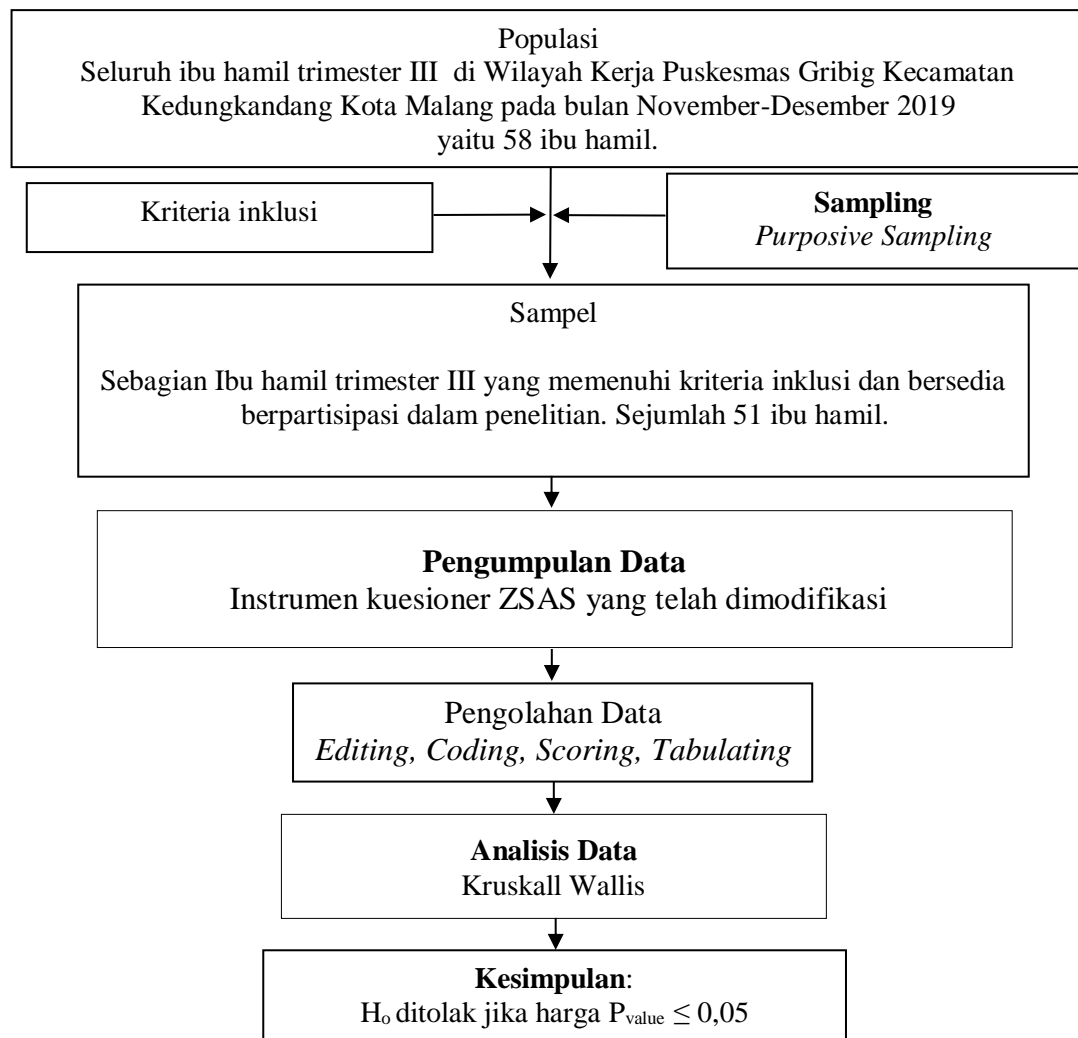 Populasi
Seluruh ibu hamil trimester III di Wilayah Kerja Puskesmas Gribig Kecamatan
Kedungkandang Kota Malang pada bulan November-Desember 2019
yaitu 58 ibu hamil.
Kriteria inklusi
Sampling
Purposive Sampling
Sampel
Sebagian Ibu hamil trimester III yang memenuhi kriteria inklusi dan bersedia
berpartisipasi dalam penelitian. Sejumlah 51 ibu hamil.
Pengumpulan Data
Instrumen kuesioner ZSAS yang telah dimodifikasi
Pengolahan Data
Editing, Coding, Scoring, Tabulating
Analisis Data
Kruskall Wallis
Kesimpulan:
Ho ditolak jika harga Pvalue ≤ 0,05